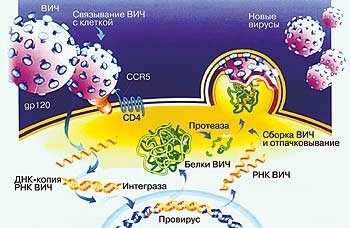 ВИЧ
Связывание ВИЧ
с клеткой
Новые
вирусы
CCR5
gp120
CD4
Протеаза
Сборка ВИЧ
и отпачковывание
Белки ВИЧ
РНК ВИЧ
ДНК-копия
РНК ВИЧ
Интеграза
Провирус